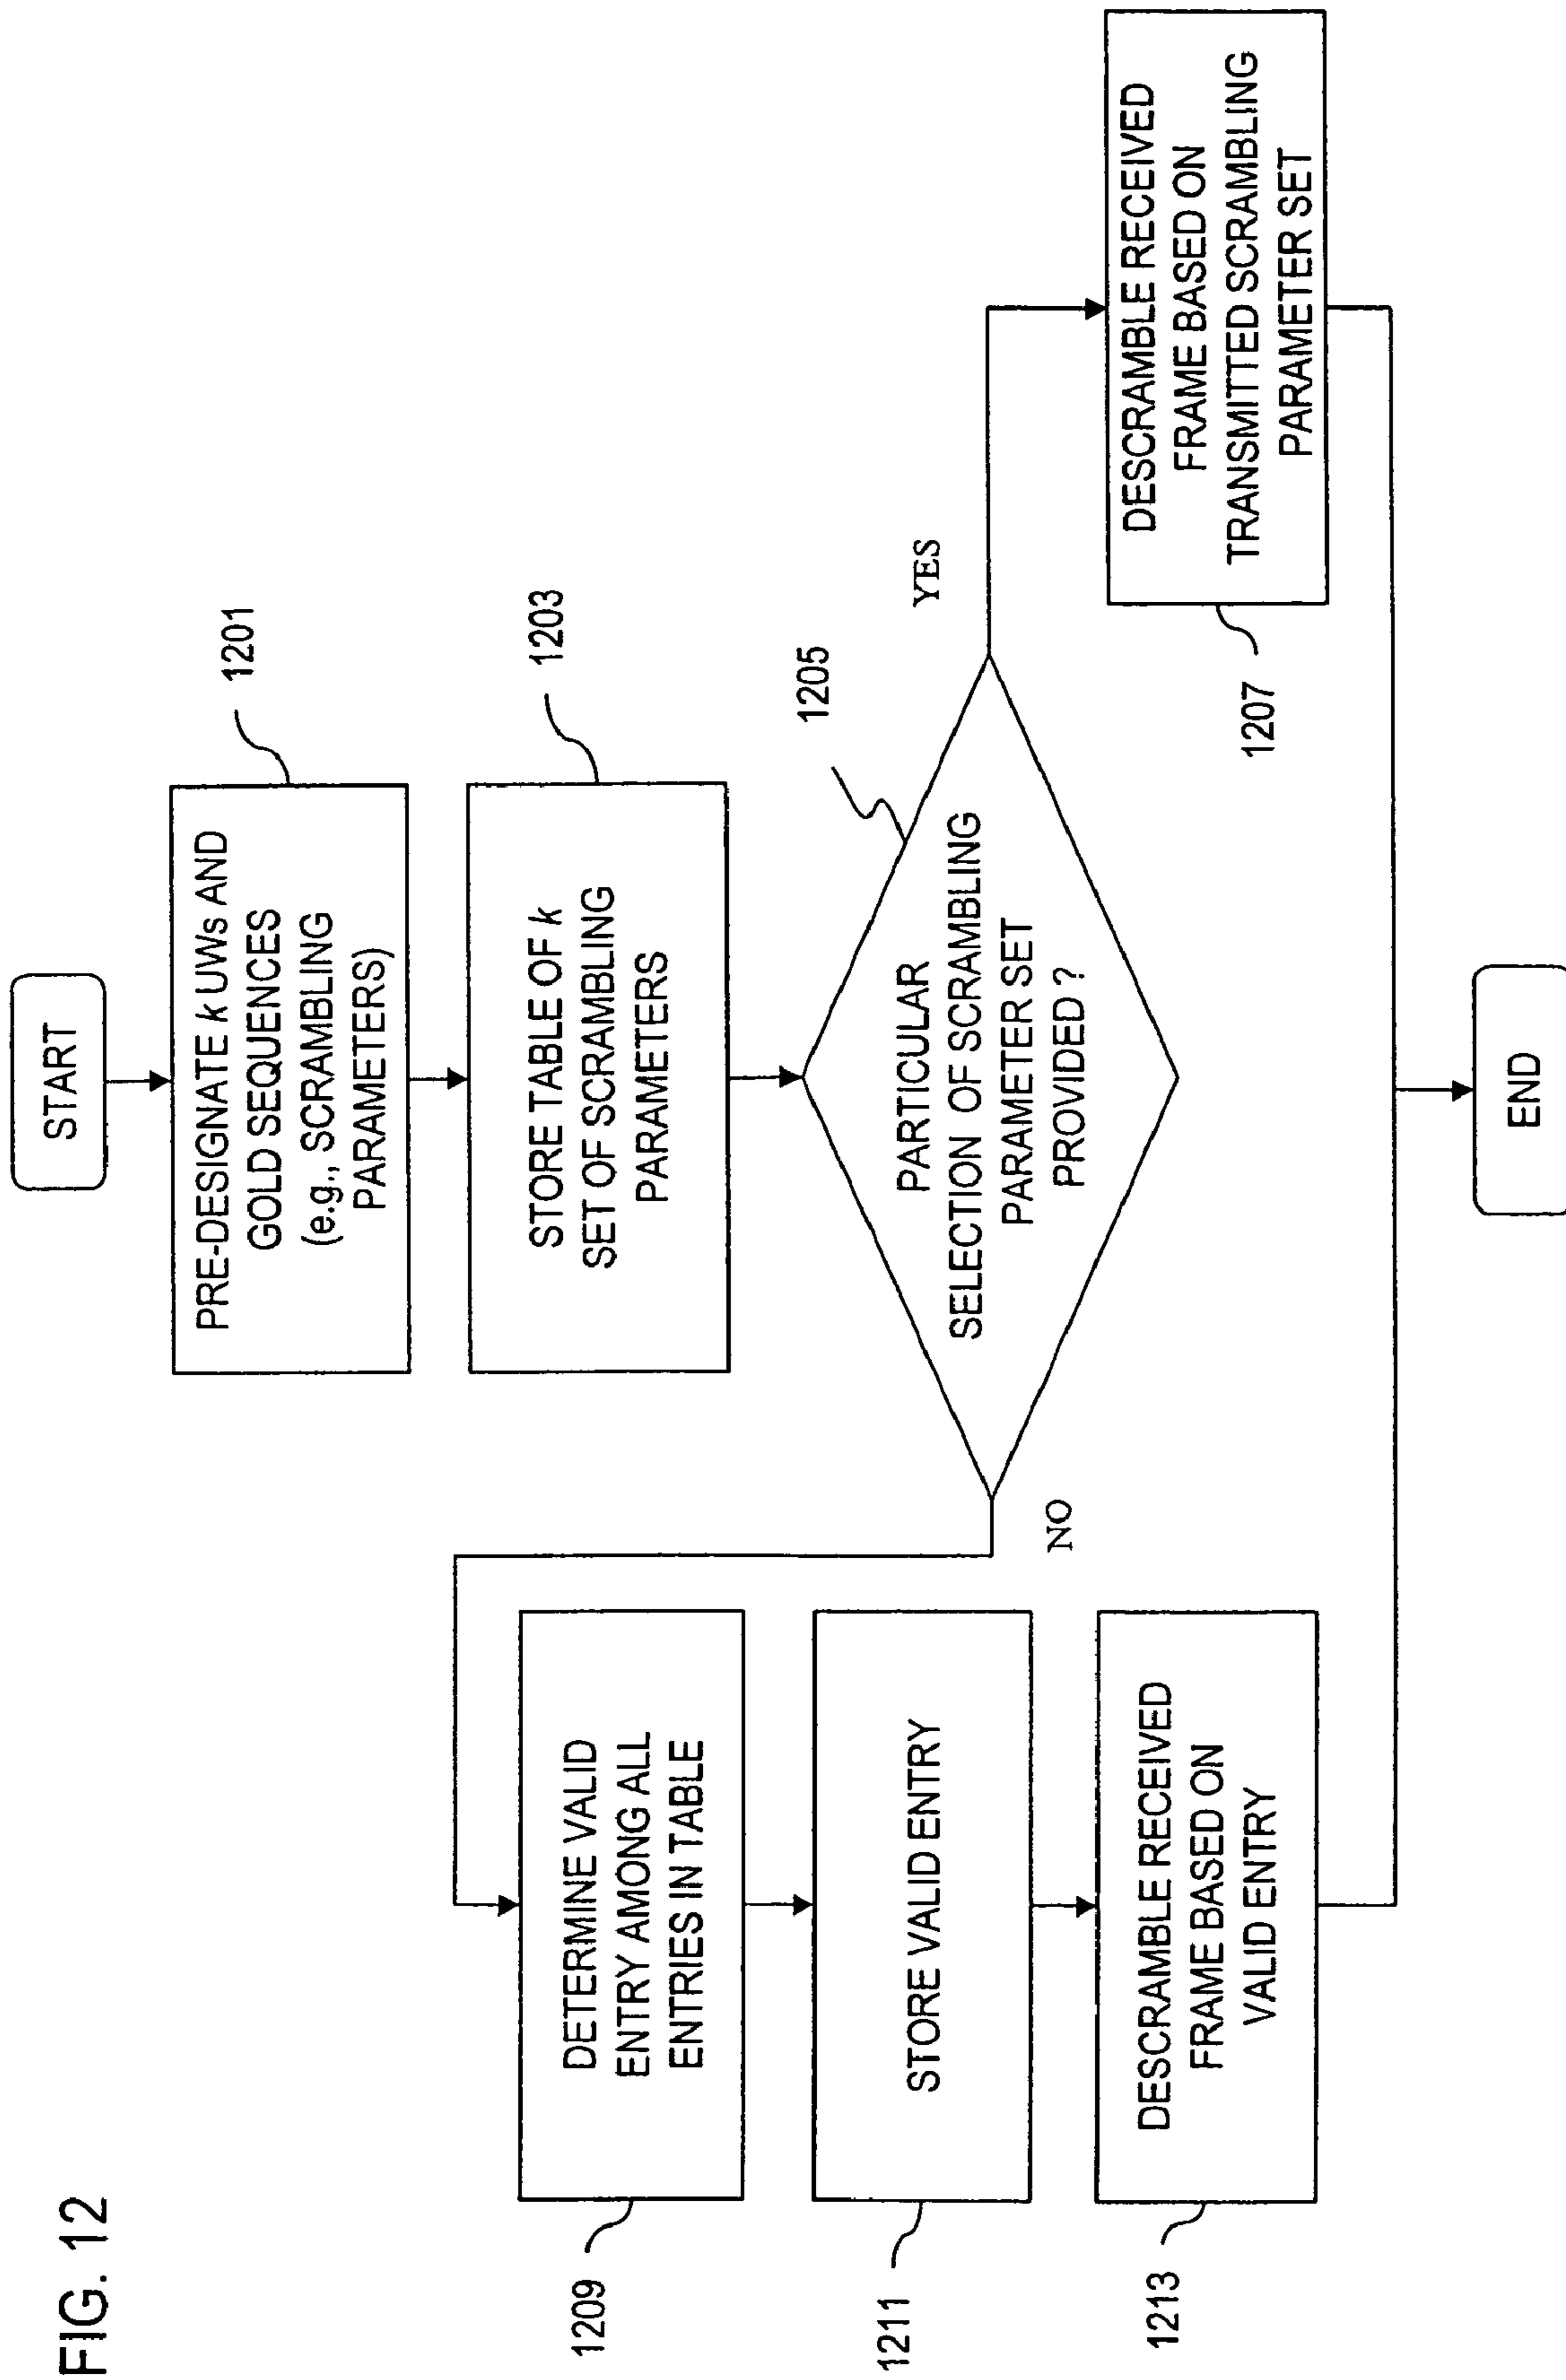 FIG. 12
START
PRE-DESIGNATE k UWs AND
GOLD SEQUENCES
(e.g., SCRAMBLING
PARAMETERS)
1201
STORE TABLE OF k
SET OF SCRAMBLING
PARAMETERS
1203
PARTICULAR
SELECTION OF SCRAMBLING
PARAMETER SET
PROVIDED ?
1205
YES
NO
DESCRAMBLE RECEIVED
FRAME BASED ON
TRANSMITTED SCRAMBLING
PARAMETER SET
1207
DETERMINE VALID
ENTRY AMONG ALL
ENTRIES IN TABLE
1209
STORE VALID ENTRY
1211
DESCRAMBLE RECEIVED
FRAME BASED ON
VALID ENTRY
1213
END